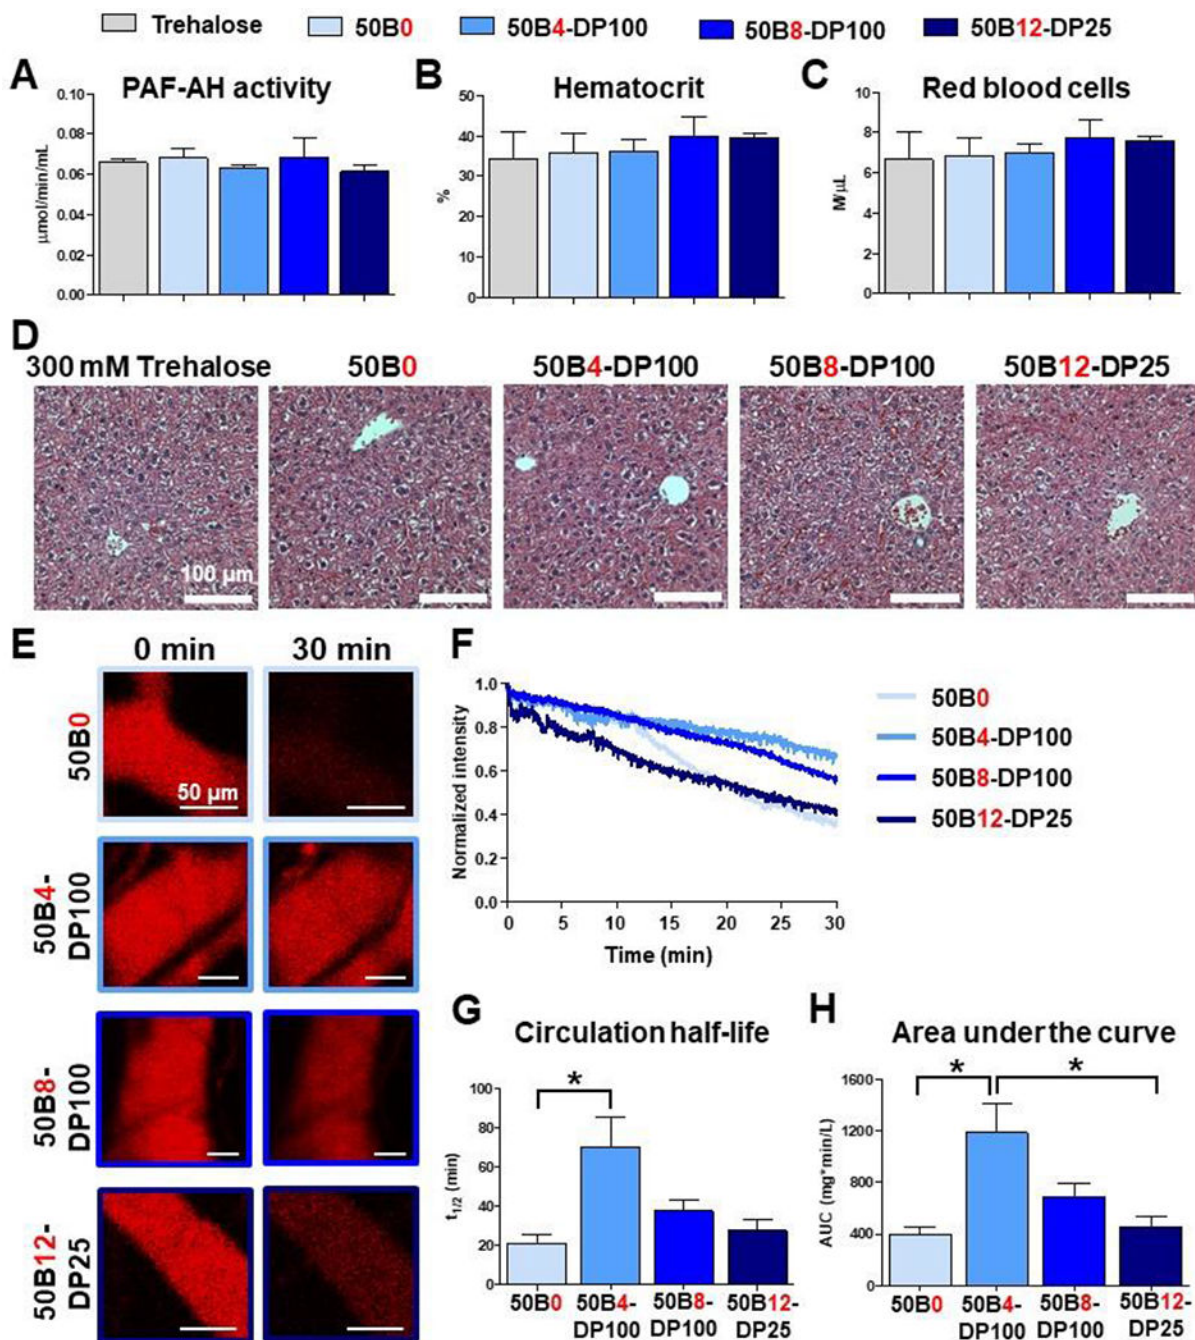 Trehalose 50B0 50B4-DP100 50B8-DP100 50B12-DP25
A PAF-AH activity
μmol/min/mL
0.10
0.08
0.06
0.04
0.02
0.00
B Hematocrit
%
50
40
30
20
10
0
C Red blood cells
M/μL
10
8
6
4
2
0
D
300 mM Trehalose 50B0 50B4-DP100 50B8-DP100 50B12-DP25
100 μm
E
0 min 30 min
50B0
50 μm
50B4-
DP100
50B8-
DP100
50B12-
DP25
F
Normalized intensity
1.0
0.8
0.6
0.4
0.2
0.0
0 5 10 15 20 25 30
Time (min)
50B0
50B4-DP100
50B8-DP100
50B12-DP25
G Circulation half-life
*
t1/2 (min)
100
80
60
40
20
0
50B0 50B4- 50B8- 50B12-
DP100 DP100 DP25
H Area under the curve
* *
AUC (mg*min/L)
1600
1200
800
400
0
50B0 50B4- 50B8- 50B12-
DP100 DP100 DP25